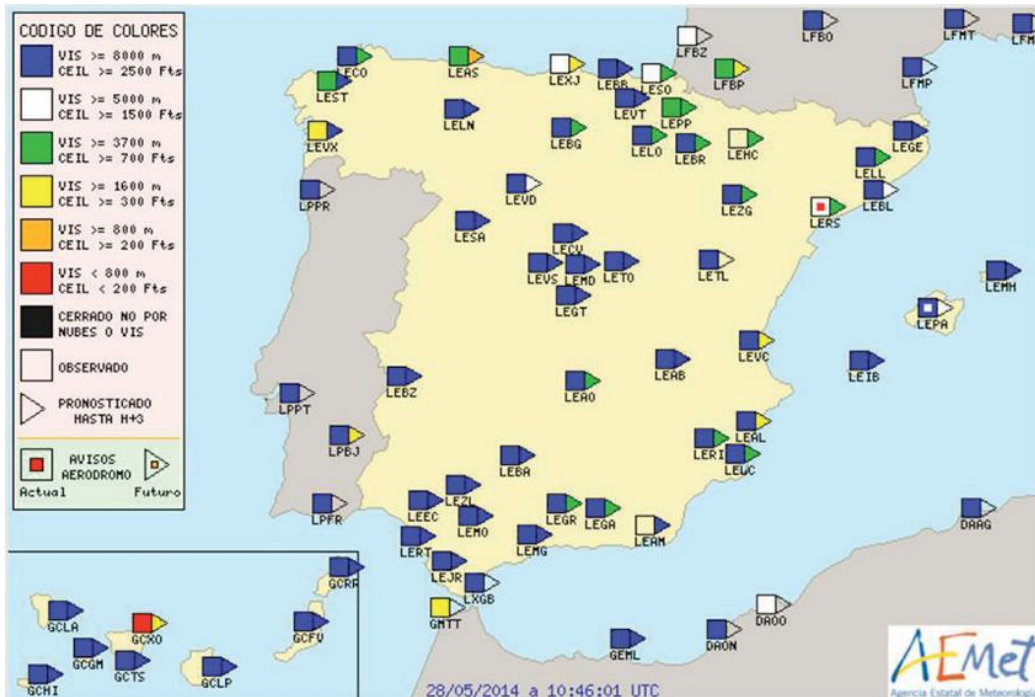 CODIGO DE COLORES
VIS >= 8000 m
CEIL >= 2500 Fts
VIS >= 5000 m
CEIL >= 1500 Fts
VIS >= 3700 m
CEIL >= 700 Fts
VIS >= 1600 m
CEIL >= 300 Fts
VIS >= 800 m
CEIL >= 200 Fts
VIS < 800 m
CEIL < 200 Fts
CERRADO NO POR
NUBES O VIS
OBSERVADO
PRONOSTICADO
HASTA H+3
AVISOS
AERODROMO
Actual
Futuro
LFBO
LFMT
LFBZ
LECO
LEAS
LEXJ
LEBB
LESO
LFBP
LFMP
LEST
LEVT
LEPP
LELN
LEVX
LEBG
LELO
LEBR
LEHC
LEGE
LELL
LPPR
LEVD
LEZG
LERS
LEBL
LESA
LECV
LEVS
LEMD
LETO
LETL
LEMH
LEGT
LEPA
LEVC
LEIB
LEAB
LEBZ
LEAO
LPPT
LPBJ
LEAL
LERI
LELC
LEBA
LEZL
LPFR
LEEC
LEMO
LEGR
LEGA
LEAM
DAAG
LERT
LEMG
LEJR
LXGB
GCRR
GMTT
DAOO
GCLA
GCXO
GCFV
GEML
DAON
GCGM
GCTS
GCLP
GCHI
28/05/2014 a 10:46:01 UTC
AEMet
Agencia Estatal de Meteorología